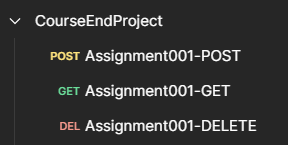 CourseEndProject
POST Assignment001-POST
GET Assignment001-GET
DEL Assignment001-DELETE